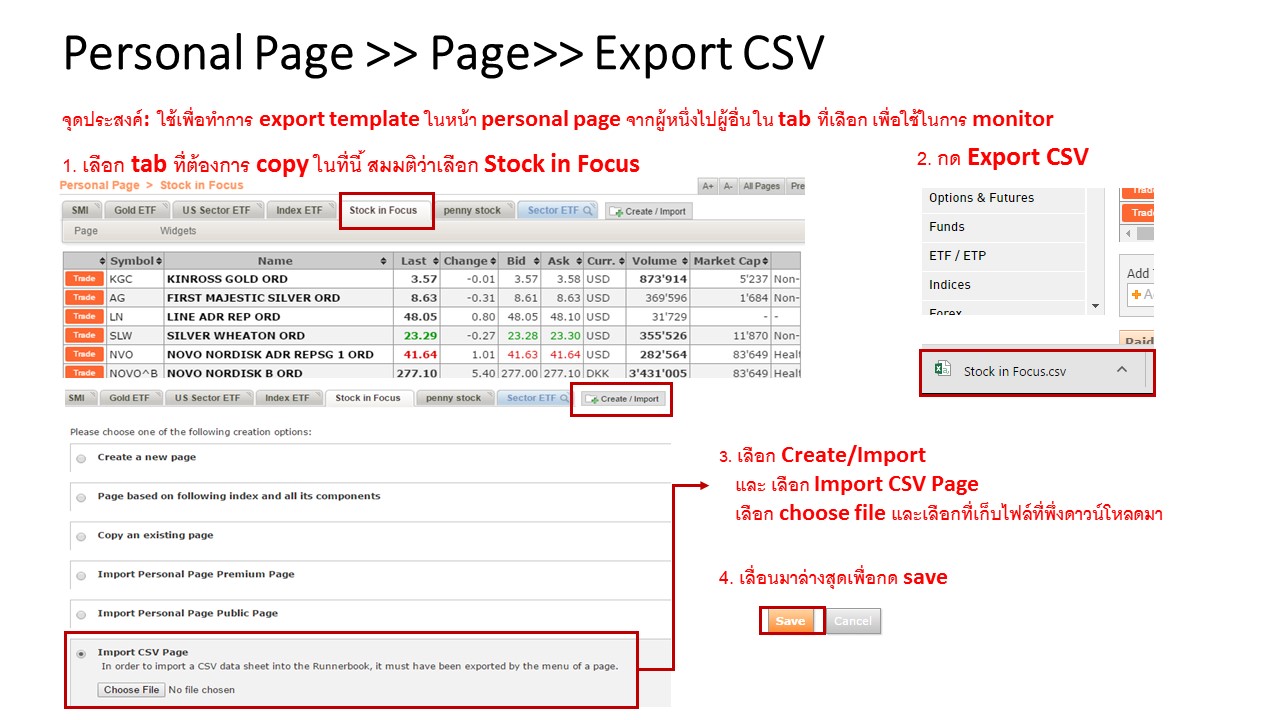 Personal Page >> Page>> Export CSV
จุดประสงค์: ใช้เพื่อทำการ export template ในหน้า personal page จากผู้หนึ่งไปผู้อื่น ใน tab ที่เลือก เพื่อใช้ในการ monitor
1. เลือก tab ที่ต้องการ copy ในที่นี้ สมมติว่าเลือก Stock in Focus
Personal Page > Stock in Focus
A+ A- All Pages Pre
SMI Gold ETF US Sector ETF Index ETF Stock in Focus penny stock Sector ETF Create / Import
Page Widgets
Symbol Name Last Change Bid Ask Curr. Volume Market Cap
Trade KGC KINROSS GOLD ORD 3.57 -0.01 3.57 3.58 USD 873'914 5'237 Non-
Trade AG FIRST MAJESTIC SILVER ORD 8.63 -0.31 8.61 8.63 USD 369'596 1'684 Non-
Trade LN LINE ADR REP ORD 48.05 0.80 48.05 48.10 USD 31'729 - -
Trade SLW SILVER WHEATON ORD 23.29 -0.27 23.28 23.30 USD 355'526 11'870 Non-
Trade NVO NOVO NORDISK ADR REPSG 1 ORD 41.64 1.01 41.63 41.64 USD 282'564 83'649 Healt
Trade NOVO^B NOVO NORDISK B ORD 277.10 5.40 277.00 277.10 DKK 3'431'005 83'649 Healt
SMI Gold ETF US Sector ETF Index ETF Stock in Focus penny stock Sector ETF Create / Import
Please choose one of the following creation options:
Create a new page
Page based on following index and all its components
Copy an existing page
Import Personal Page Premium Page
Import Personal Page Public Page
Import CSV Page
In order to import a CSV data sheet into the Runnerbook, it must have been exported by the menu of a page.
Choose File No file chosen
2. กด Export CSV
Options & Futures
Funds
ETF / ETP
Indices
Forex
Trad
Trad
Add
Paid
Stock in Focus.csv
3. เลือก Create/Import
และ เลือก Import CSV Page
เลือก choose file และเลือกที่เก็บไฟล์ที่พึ่งดาวน์โหลดมา
4. เลื่อนมาล่างสุดเพื่อกด save
Save Cancel